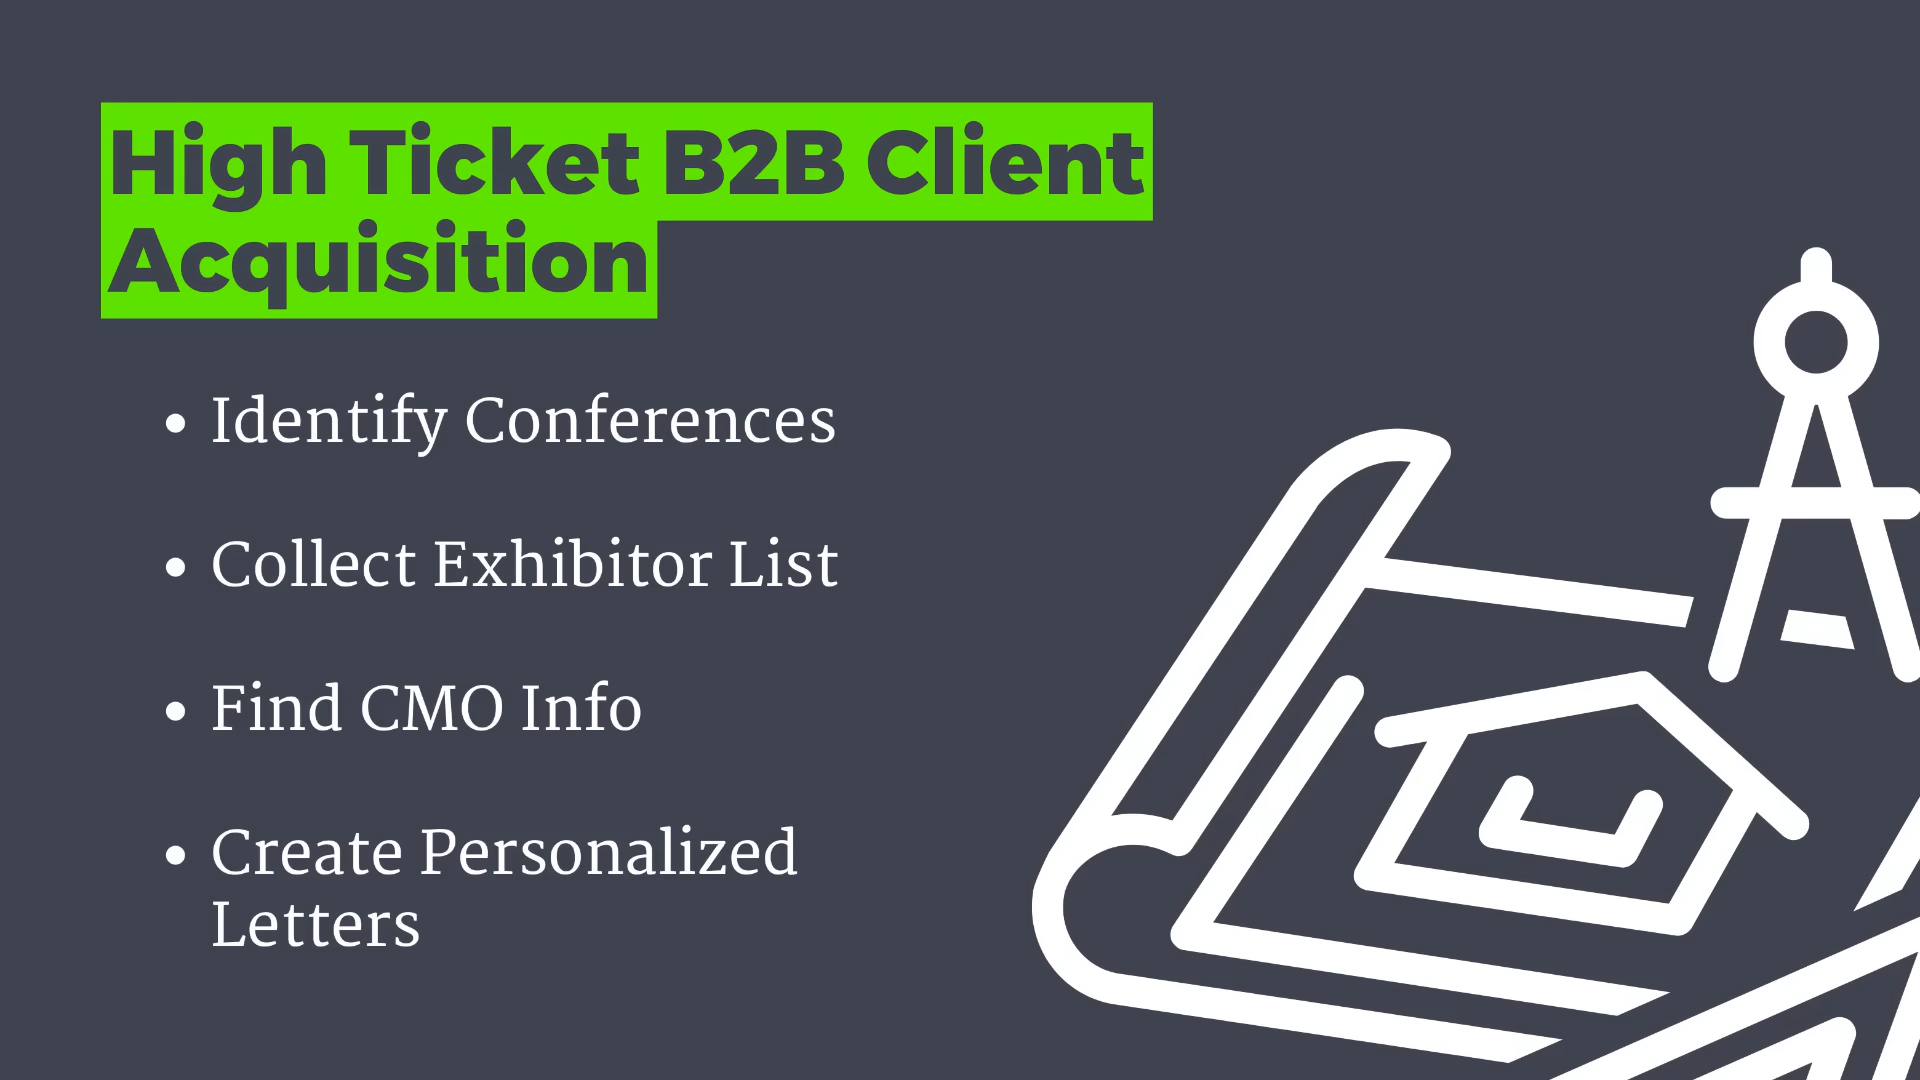 High Ticket B2B Client
Acquisition
• Identify Conferences
• Collect Exhibitor List
• Find CMO Info
• Create Personalized
Letters